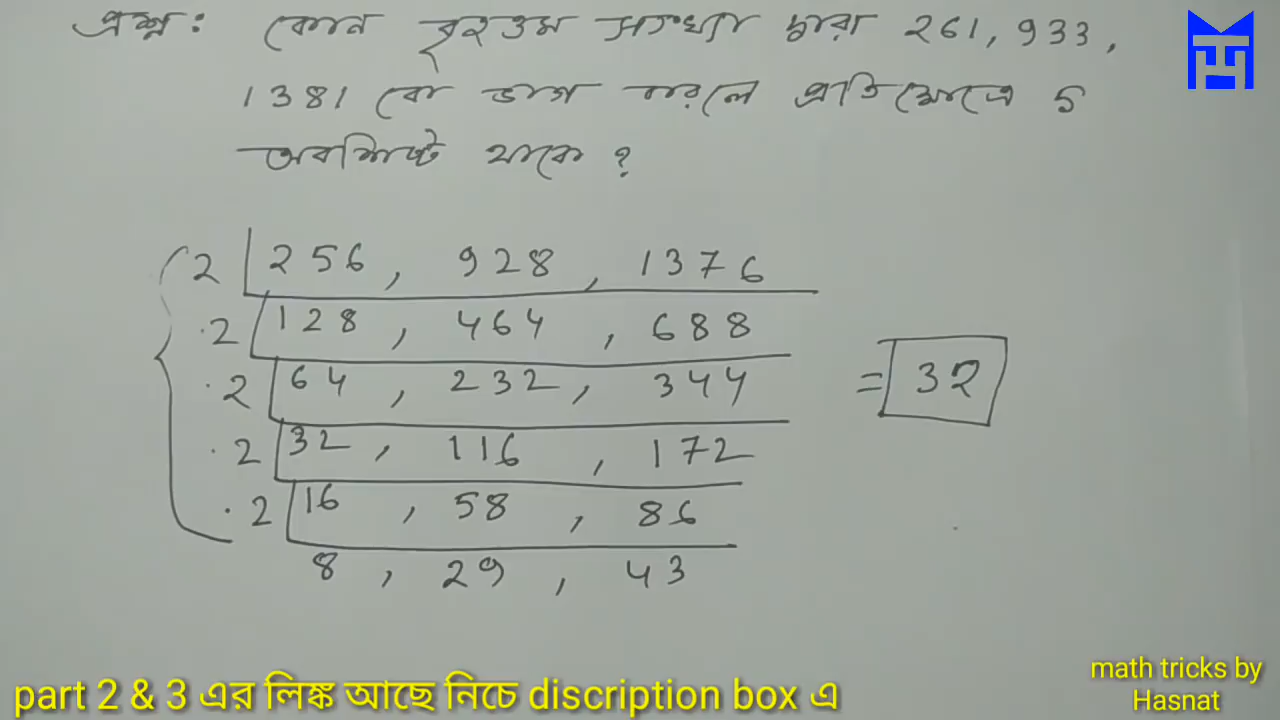 প্রশ্ন: কোন বৃহত্তম সংখ্যা দ্বারা 261, 933,
1381 কে ভাগ করলে প্রতিক্ষেত্রে 5
অবশিষ্ট থাকে?
2 256, 928, 1376
2 128, 464, 688
2 64, 232, 344
= 32
2 32, 116, 172
2 16, 58, 86
8, 29, 43
part 2 & 3 এর লিঙ্ক আছে নিচে discription box এ
math tricks by
Hasnat